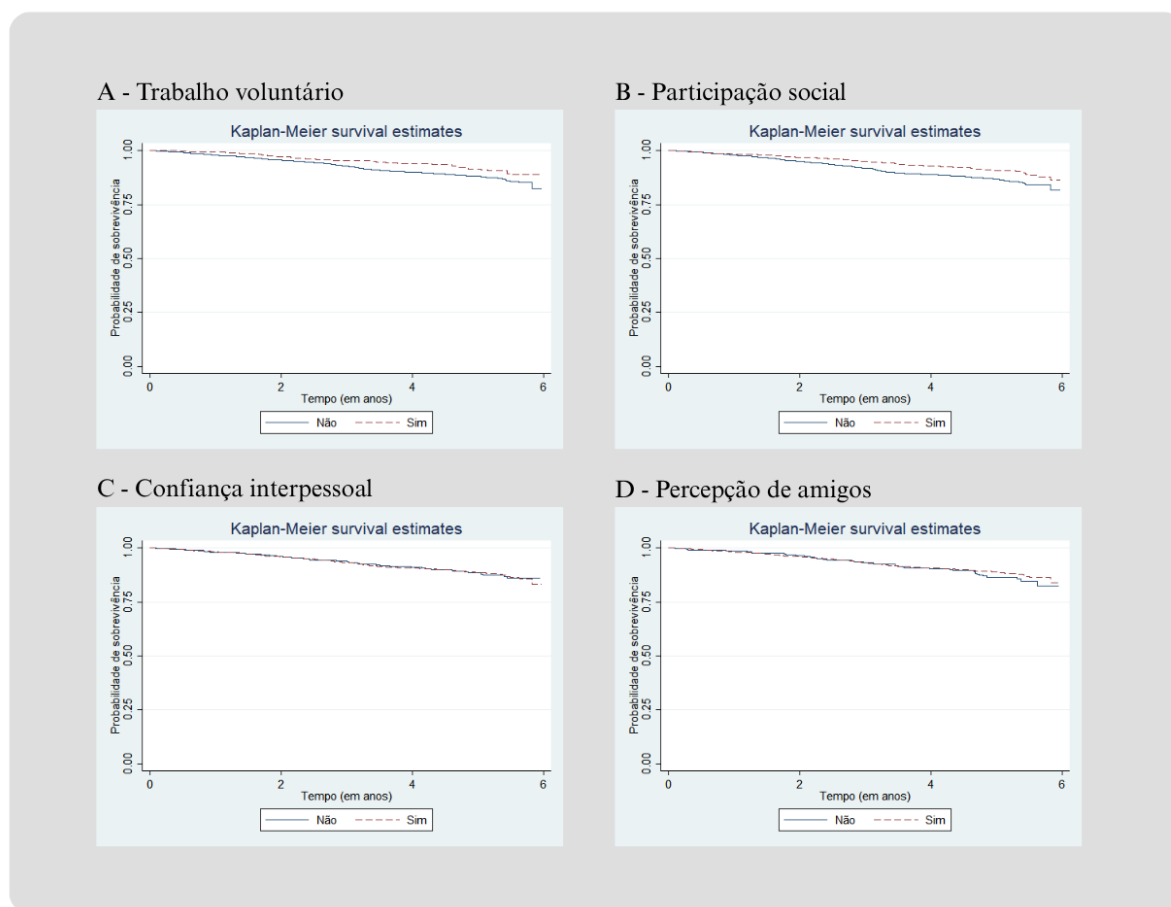 A - Trabalho voluntário
Kaplan-Meier survival estimates
Probabilidade de sobrevivência
1.00
0.75
0.50
0.25
0.00
0 2 4 6
Tempo (em anos)
Não Sim
B - Participação social
Kaplan-Meier survival estimates
Probabilidade de sobrevivência
1.00
0.75
0.50
0.25
0.00
0 2 4 6
Tempo (em anos)
Não Sim
C - Confiança interpessoal
Kaplan-Meier survival estimates
Probabilidade de sobrevivência
1.00
0.75
0.50
0.25
0.00
0 2 4 6
Tempo (em anos)
Não Sim
D - Percepção de amigos
Kaplan-Meier survival estimates
Probabilidade de sobrevivência
1.00
0.75
0.50
0.25
0.00
0 2 4 6
Tempo (em anos)
Não Sim